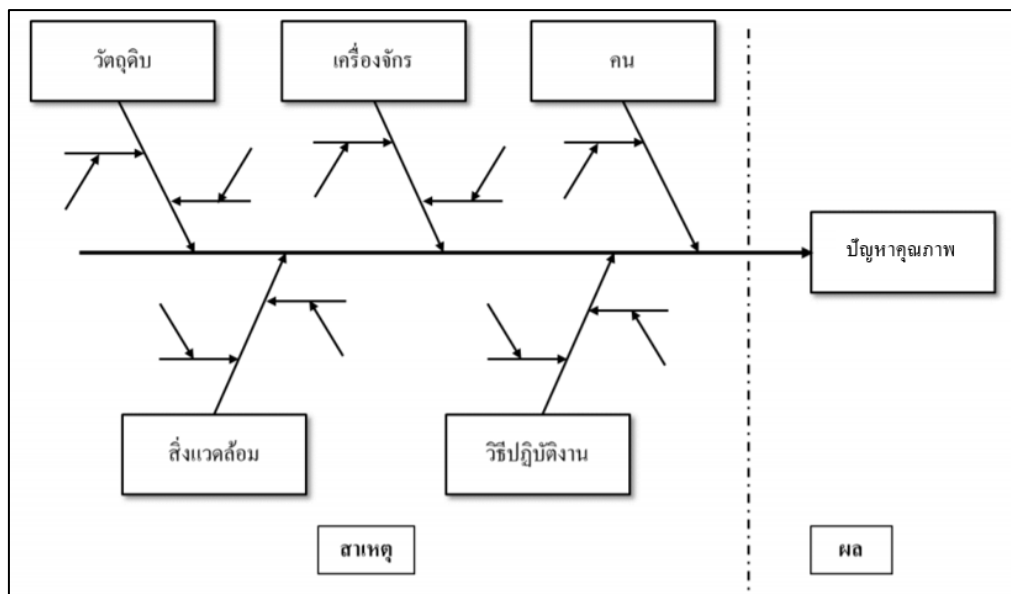 วัตถุดิบ
เครื่องจักร
คน
ปัญหาคุณภาพ
สิ่งแวดล้อม
วิธีปฏิบัติงาน
สาเหตุ
ผล